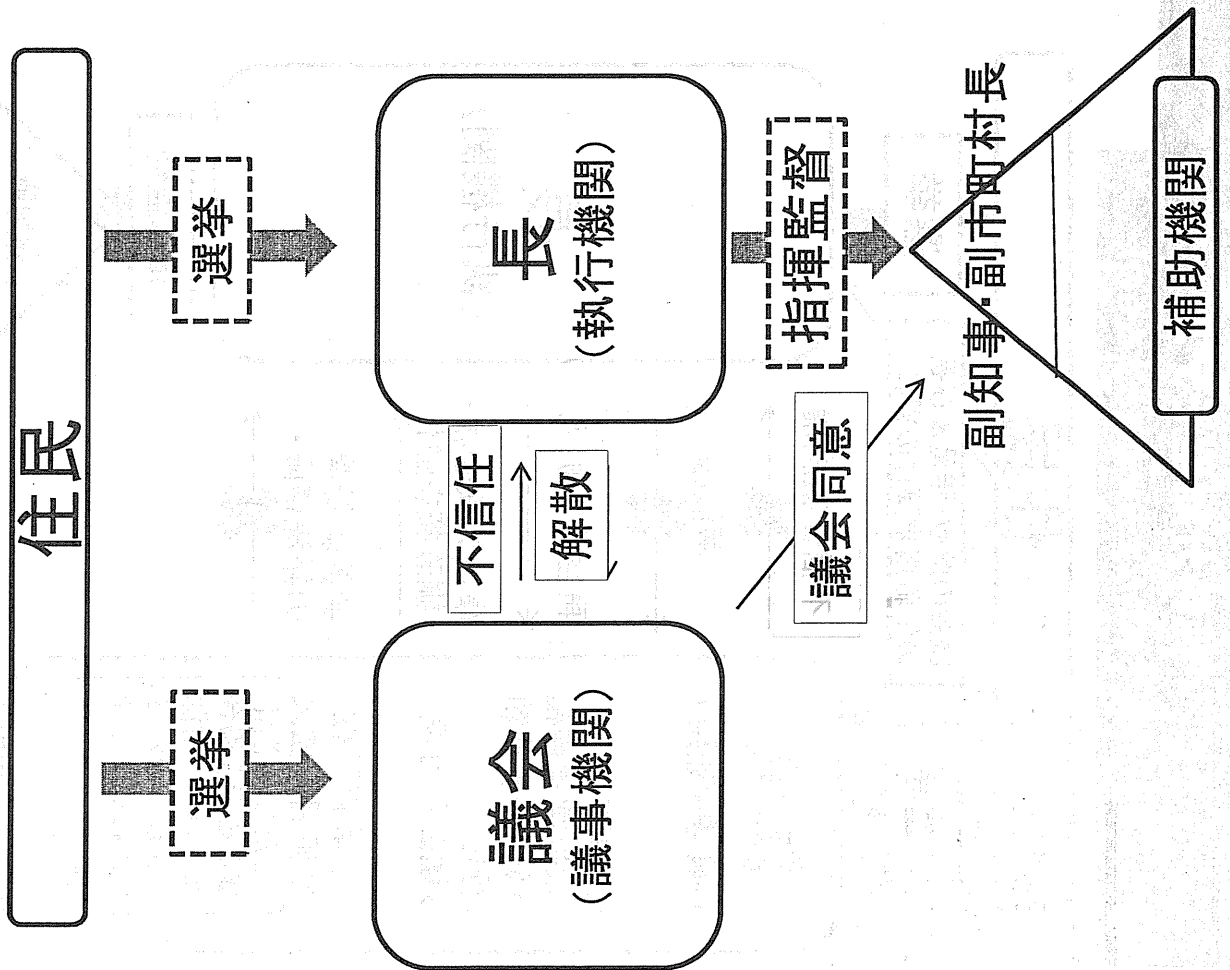 住民
選挙
選挙
議会
(議事機関)
不信任
解散
長
(執行機関)
議会同意
指揮監督
副知事・副市町村長
補助機関